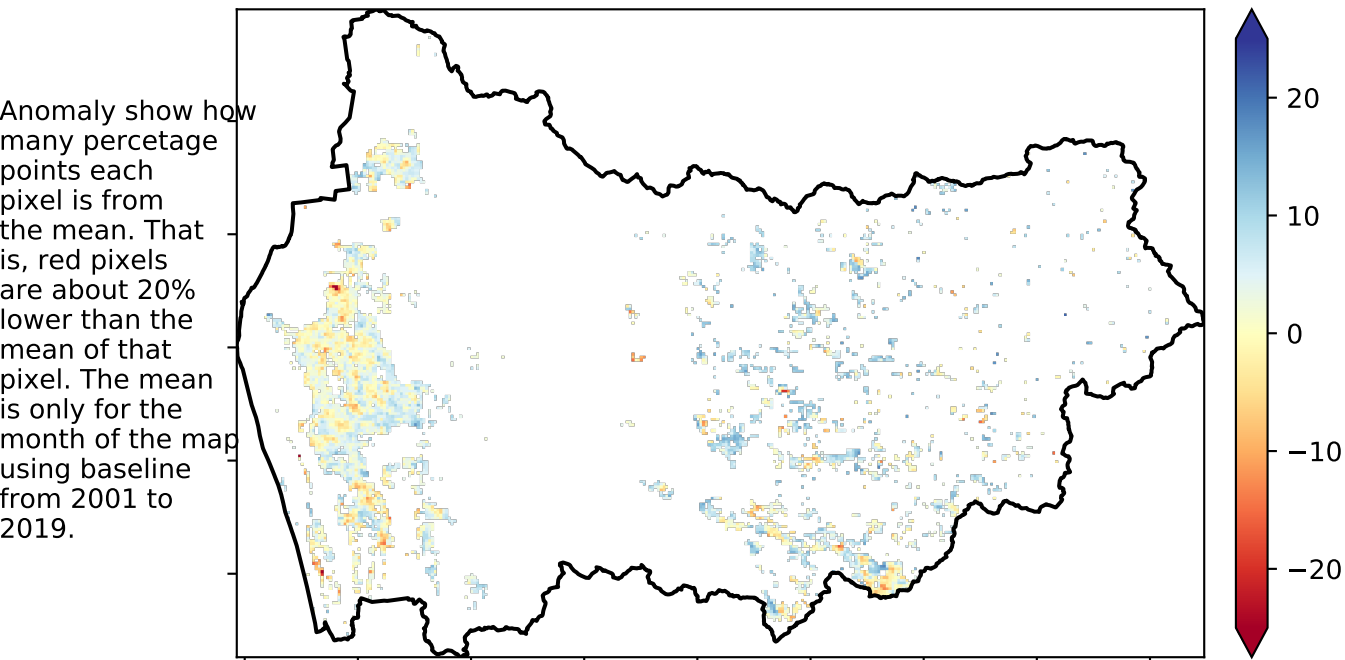 Anomaly show how
many percetage
points each
pixel is from
the mean. That
is, red pixels
are about 20%
lower than the
mean of that
pixel. The mean
is only for the
month of the map
using baseline
from 2001 to
2019.
20
10
0
−10
−20